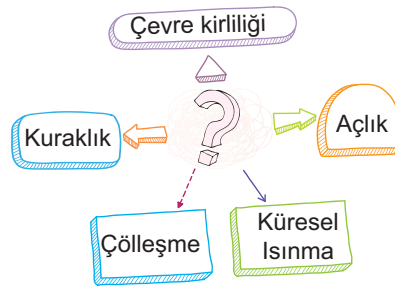 Çevre kirliliği
Kuraklık
?
Açlık
Çölleşme
Küresel
Isınma